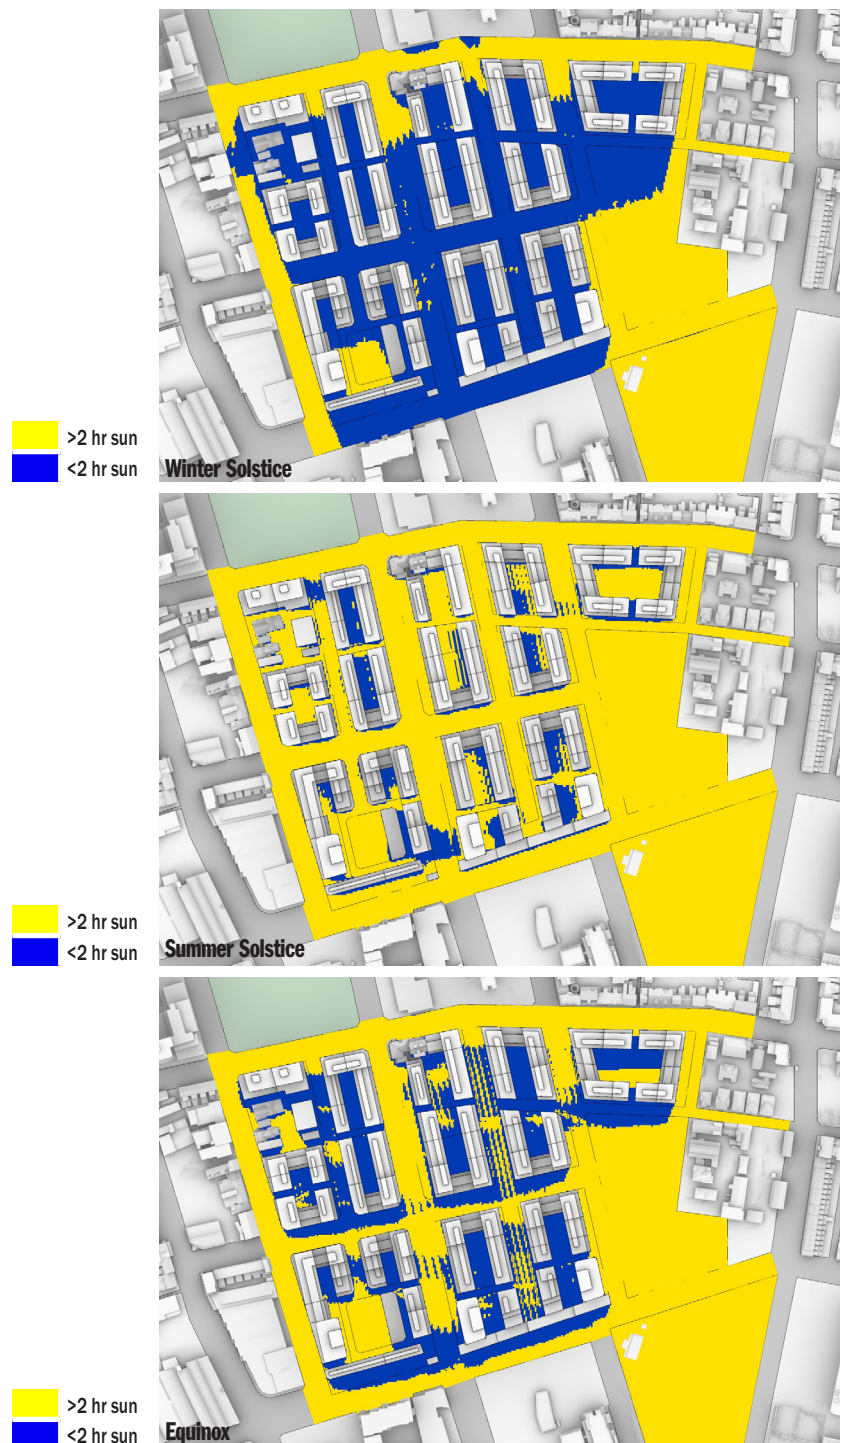 >2 hr sun
<2 hr sun
Winter Solstice
>2 hr sun
<2 hr sun
Summer Solstice
>2 hr sun
<2 hr sun
Equinox